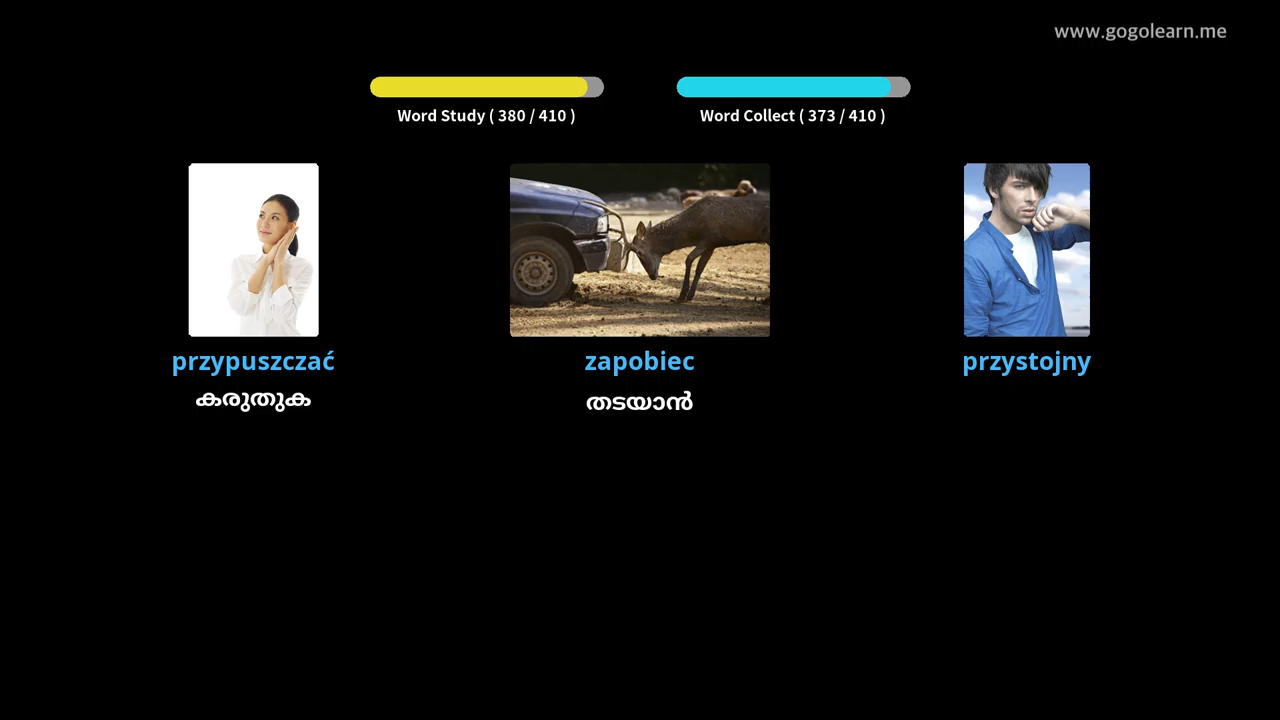 www.gogolearn.me
Word Study ( 380 / 410 )
Word Collect ( 373 / 410 )
przypuszczać
zapobiec
przystojny
കരുതുക
തടയാൻ